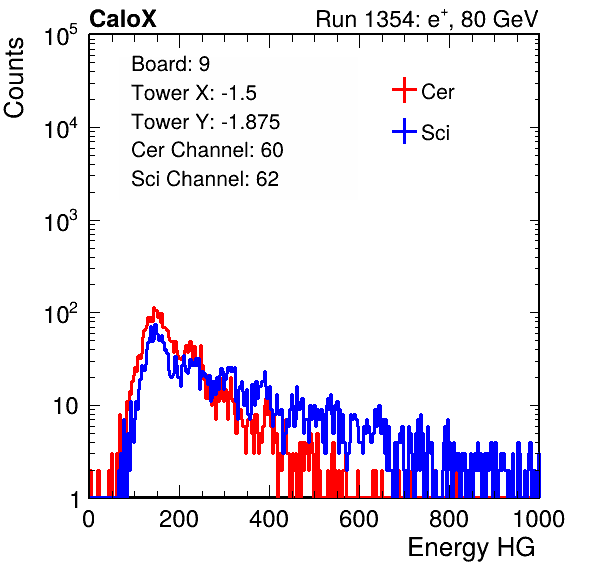 CaloX Run 1354: e⁺, 80 GeV
Counts
10⁵
10⁴
10³
10²
10
1
Board: 9
Tower X: -1.5
Tower Y: -1.875
Cer Channel: 60
Sci Channel: 62
Cer
Sci
0 200 400 600 800 1000
Energy HG